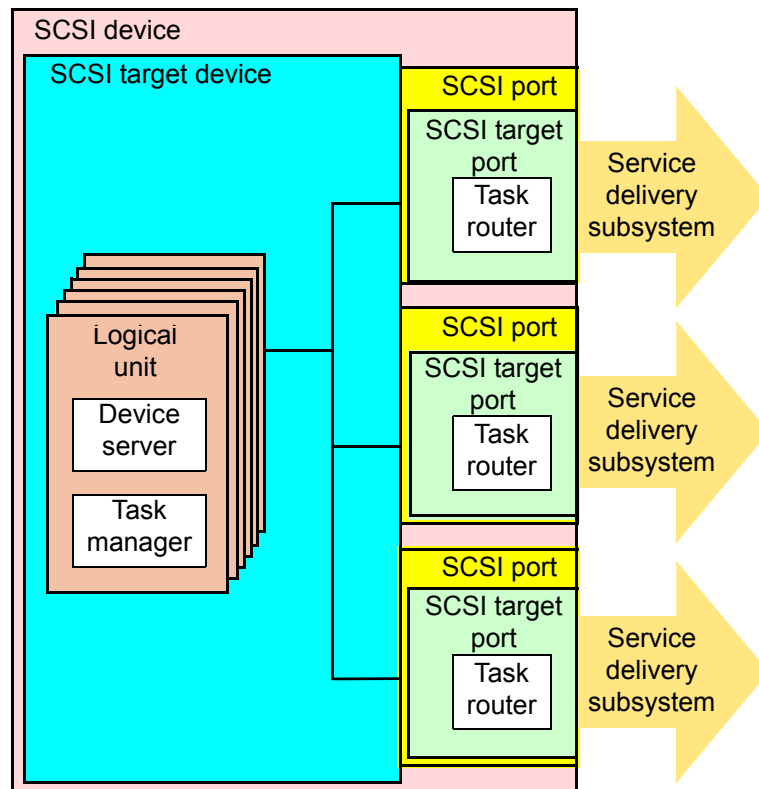 SCSI device
SCSI target device
SCSI port
SCSI target
port
Task
router
Service
delivery
subsystem
Logical
unit
Device
server
Task
manager
SCSI port
SCSI target
port
Task
router
Service
delivery
subsystem
SCSI port
SCSI target
port
Task
router
Service
delivery
subsystem